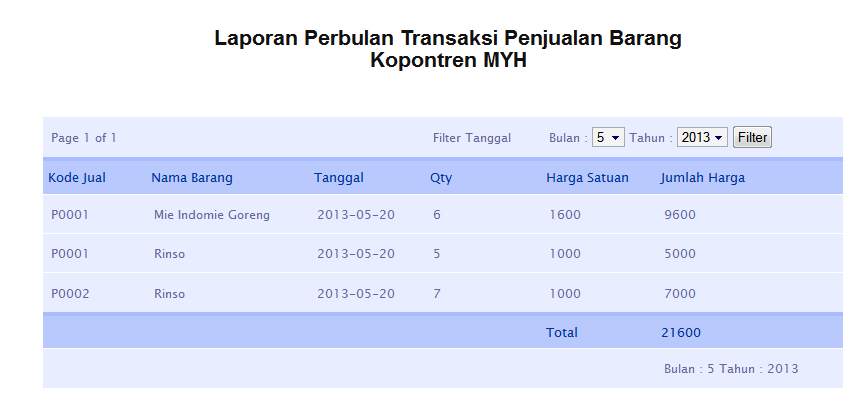 Laporan Perbulan Transaksi Penjualan Barang
Kopontren MYH
Page 1 of 1 Filter Tanggal Bulan : 5 Tahun : 2013 Filter
Kode Jual Nama Barang Tanggal Qty Harga Satuan Jumlah Harga
P0001 Mie Indomie Goreng 2013-05-20 6 1600 9600
P0001 Rinso 2013-05-20 5 1000 5000
P0002 Rinso 2013-05-20 7 1000 7000
Total 21600
Bulan : 5 Tahun : 2013